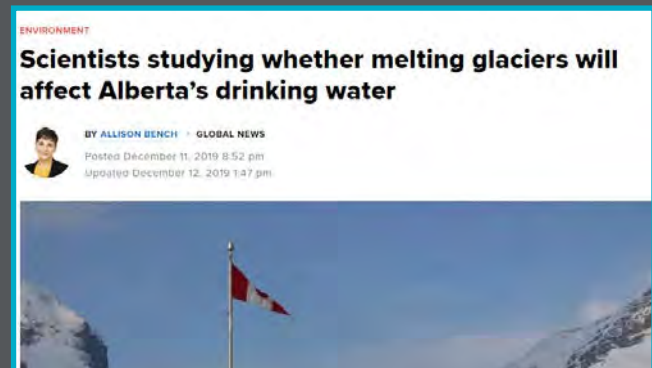 ENVIRONMENT
Scientists studying whether melting glaciers will
affect Alberta's drinking water
BY ALLISON BENCH · GLOBAL NEWS
Posted December 11, 2019 8:52 pm
Updated December 12, 2019 1:47 pm